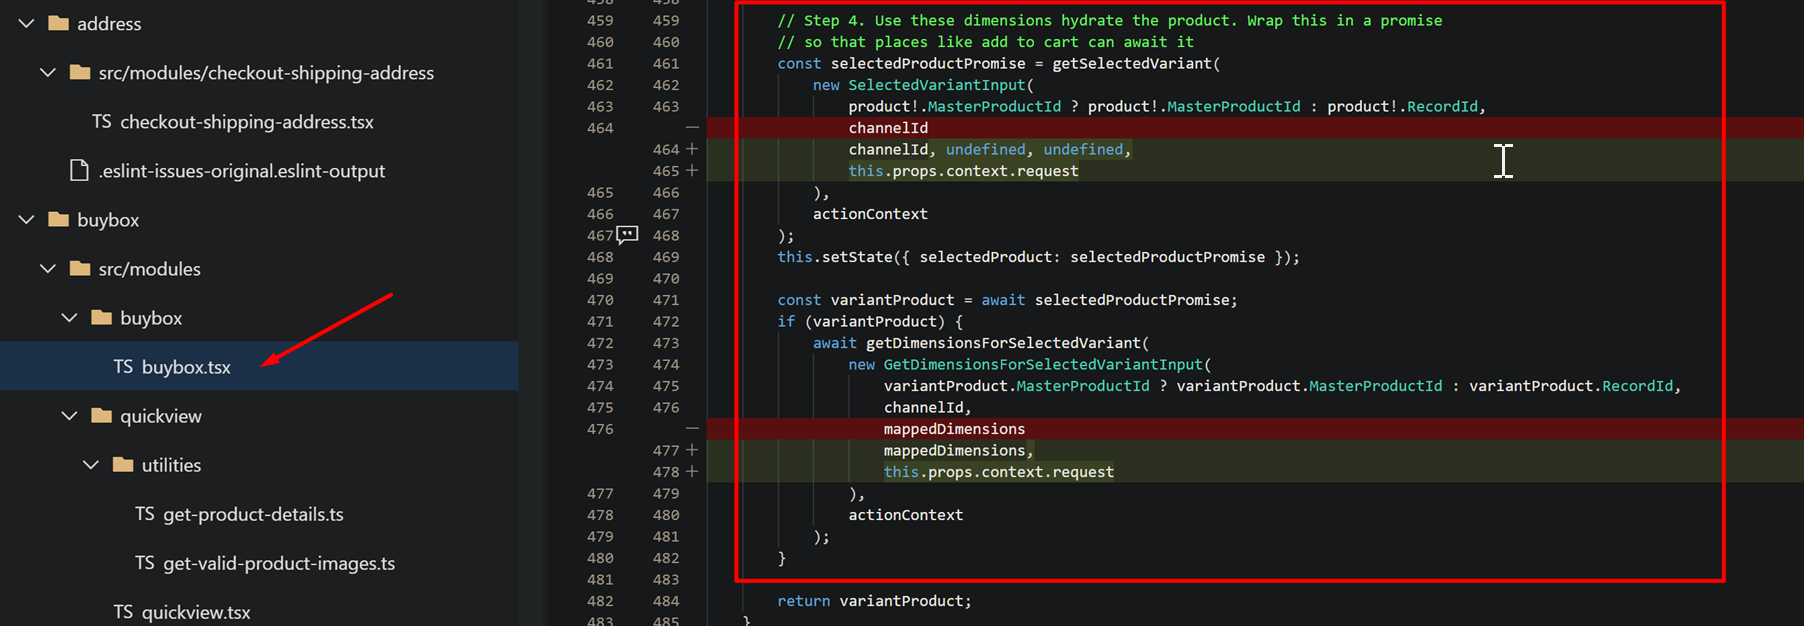 address
src/modules/checkout-shipping-address
TS checkout-shipping-address.tsx
.eslint-issues-original.eslint-output
buybox
src/modules
buybox
TS buybox.tsx
quickview
utilities
TS get-product-details.ts
TS get-valid-product-images.ts
TS quickview.tsx
459 459 // Step 4. Use these dimensions hydrate the product. Wrap this in a promise
460 460 // so that places like add to cart can await it
461 461 const selectedProductPromise = getSelectedVariant(
462 462 new SelectedVariantInput(
463 463 product!.MasterProductId ? product!.MasterProductId : product!.RecordId,
464 — channelId
464 + channelId, undefined, undefined,
465 + this.props.context.request
465 466 ),
466 467 actionContext
467 468 );
468 469 this.setState({ selectedProduct: selectedProductPromise });
469 470
470 471 const variantProduct = await selectedProductPromise;
471 472 if (variantProduct) {
472 473 await getDimensionsForSelectedVariant(
473 474 new GetDimensionsForSelectedVariantInput(
474 475 variantProduct.MasterProductId ? variantProduct.MasterProductId : variantProduct.RecordId,
475 476 channelId,
476 — mappedDimensions
477 + mappedDimensions,
478 + this.props.context.request
477 479 ),
478 480 actionContext
479 481 );
480 482 }
481 483
482 484 return variantProduct;
483 485 }